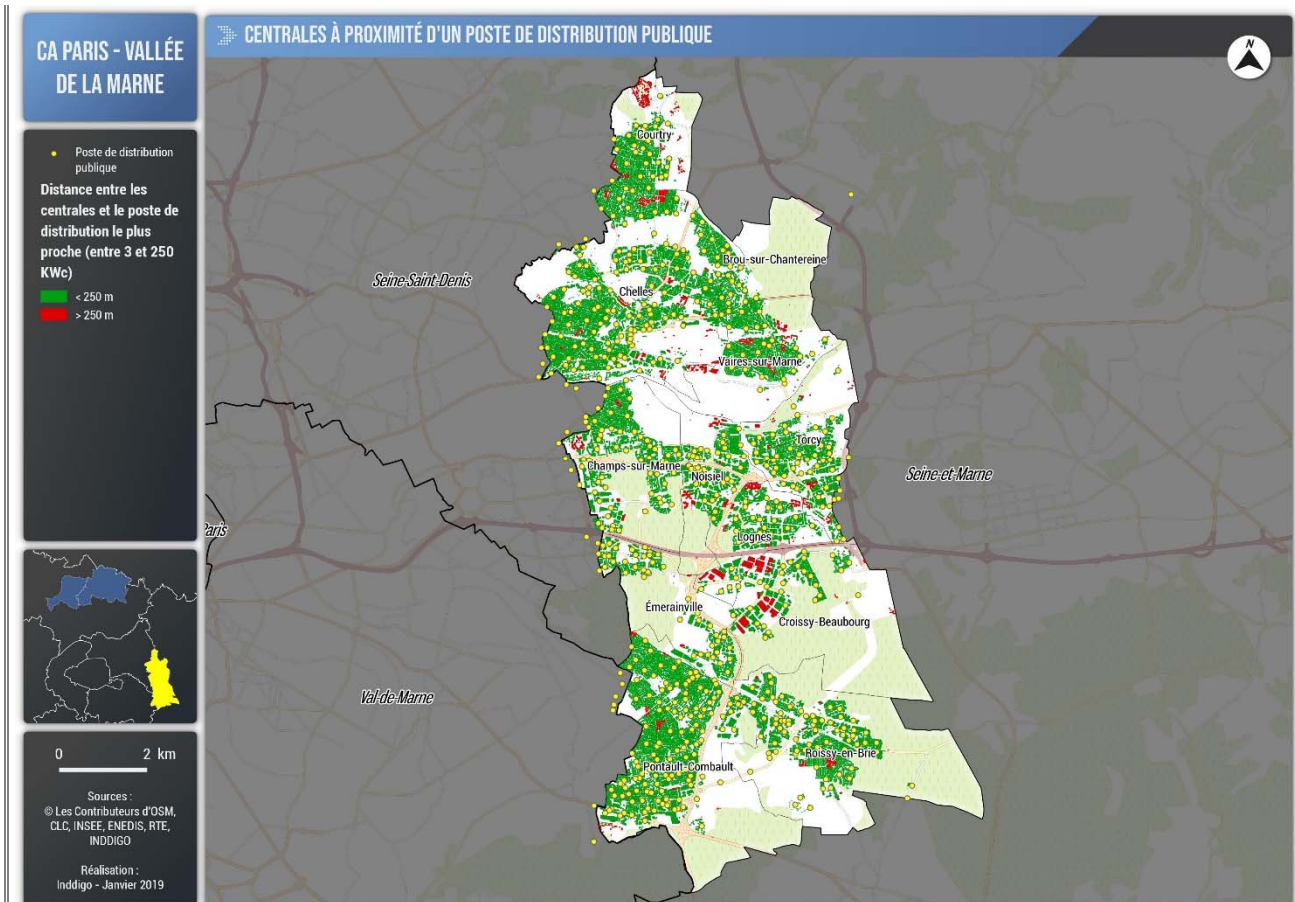 CA PARIS - VALLÉE
DE LA MARNE
CENTRALES À PROXIMITÉ D'UN POSTE DE DISTRIBUTION PUBLIQUE
N
Poste de distribution
publique
Distance entre les
centrales et le poste de
distribution le plus
proche (entre 3 et 250
KWc)
< 250 m
> 250 m
0 2 km
Sources :
© Les Contributeurs d'OSM,
CLC, INSEE, ENEDIS, RTE,
INDDIGO
Réalisation :
Inddigo - Janvier 2019
Courtry
Brou-sur-Chantereine
Seine-Saint-Denis
Chelles
Vaires-sur-Marne
Torcy
Champs-sur-Marne
Noisiel
Seine-et-Marne
Paris
Lognes
Émerainville
Croissy-Beaubourg
Val-de-Marne
Roissy-en-Brie
Pontault-Combault